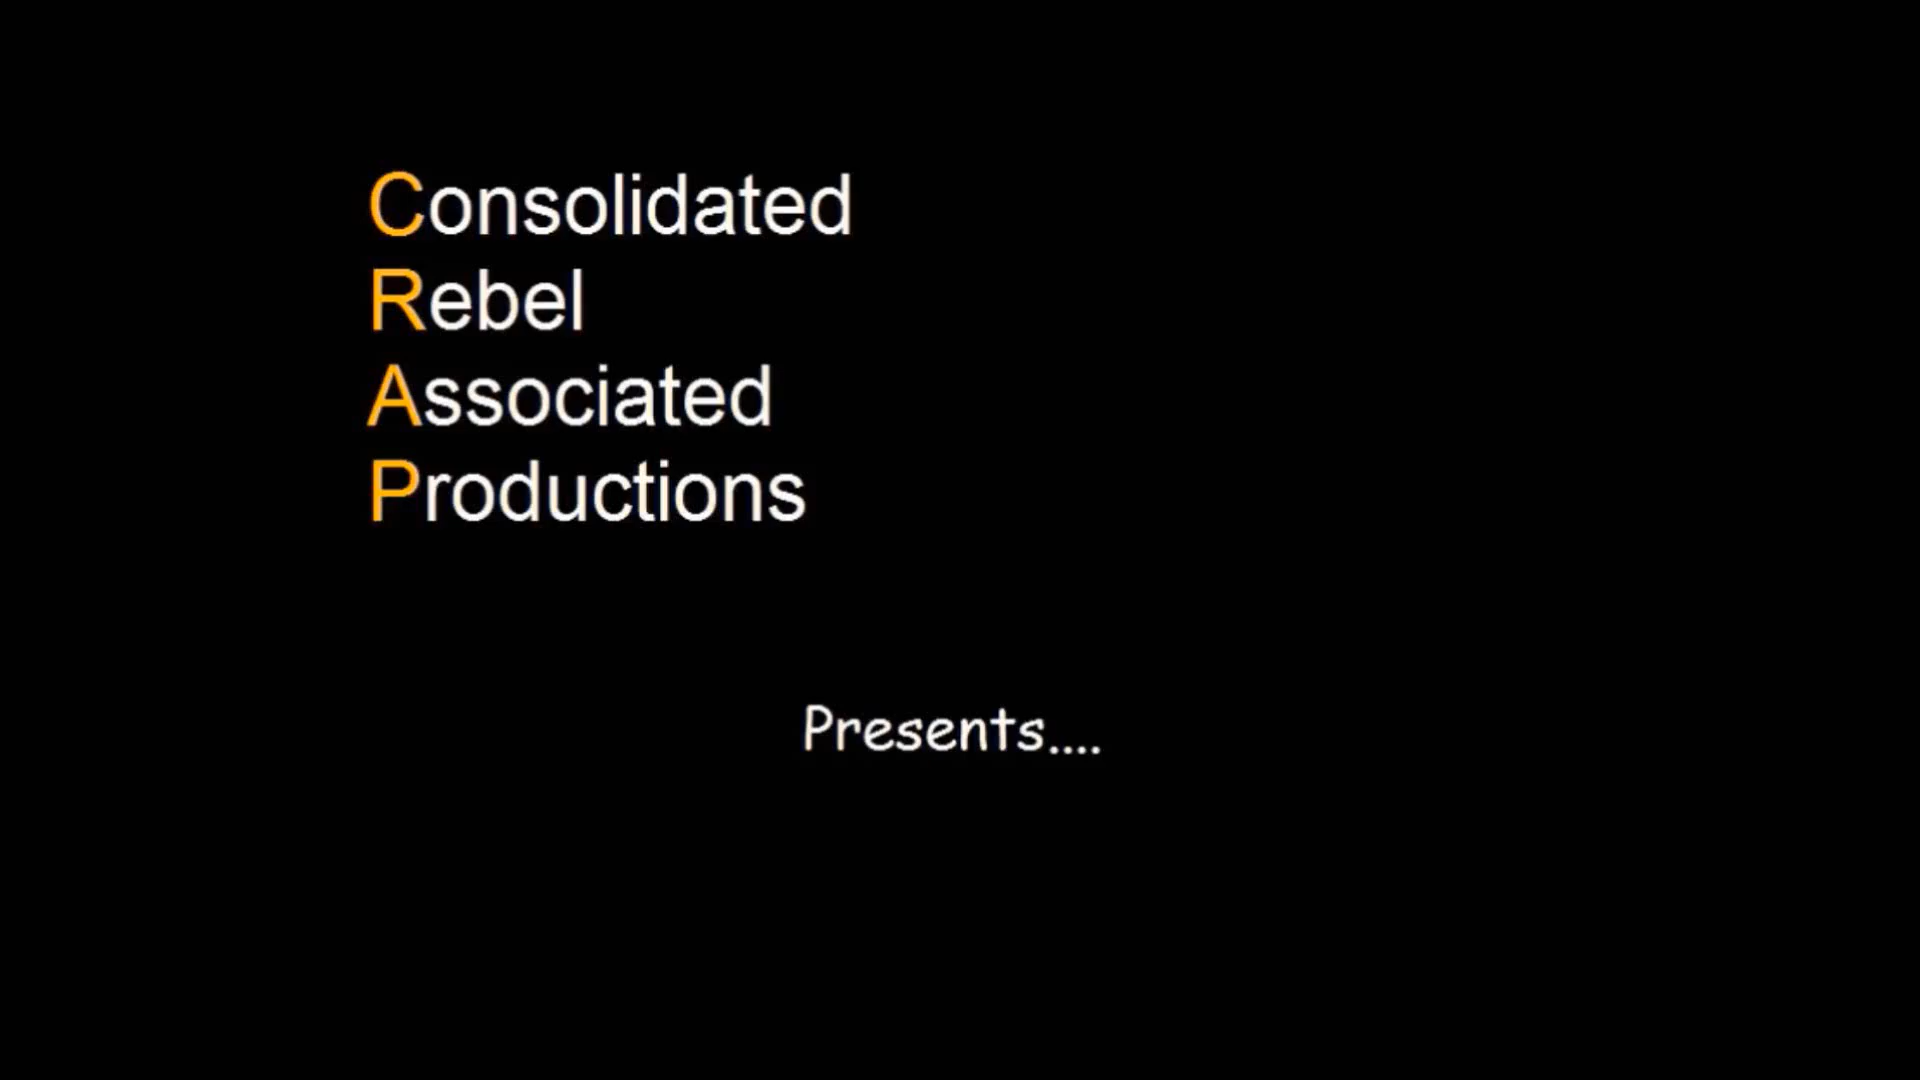 Consolidated
Rebel
Associated
Productions
Presents....